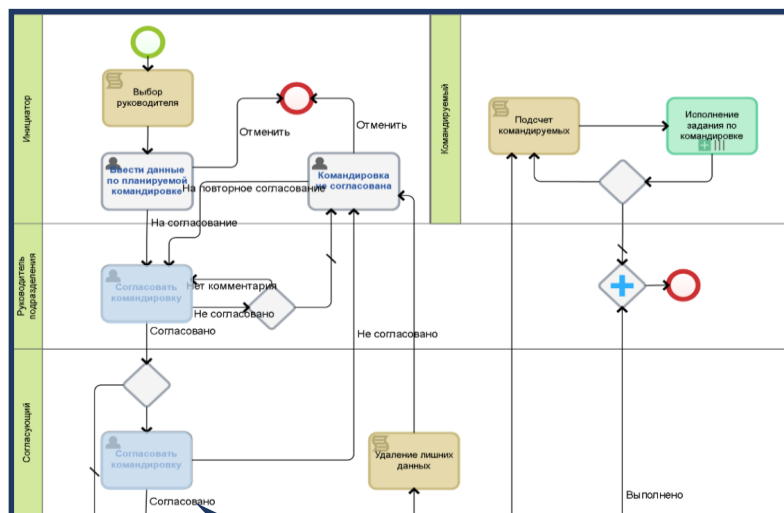 Инициатор
Выбор
руководителя
Отменить
Отменить
Ввести данные
по планируемой
командировке
На повторное согласование
Командировка
не согласована
На согласование
Командируемый
Подсчет
командируемых
Исполнение
задания по
командировке
Руководитель
подразделения
Согласовать
командировку
Нет комментария
Не согласовано
Согласовано
Не согласовано
Согласующий
Согласовать
командировку
Удаление лишних
данных
Согласовано
Выполнено